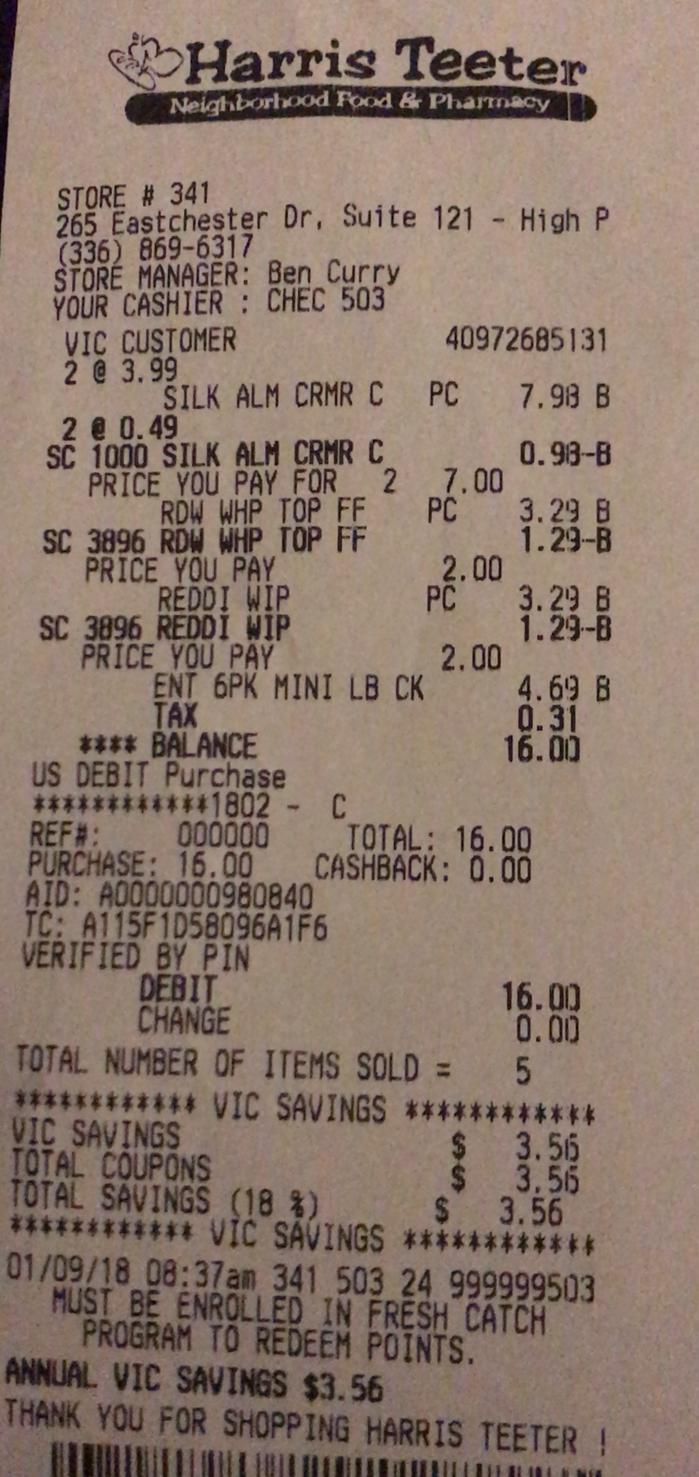 Harris Teeter
Neighborhood Food & Pharmacy
STORE # 341
265 Eastchester Dr, Suite 121 - High P
(336) 869-6317
STORE MANAGER: Ben Curry
YOUR CASHIER : CHEC 503
VIC CUSTOMER 40972685131
2 @ 3.99
SILK ALM CRMR C PC 7.98 B
2 @ 0.49
SC 1000 SILK ALM CRMR C 0.98-B
PRICE YOU PAY FOR 2 7.00
RDW WHP TOP FF PC 3.29 B
SC 3896 RDW WHP TOP FF 1.29-B
PRICE YOU PAY 2.00
REDDI WIP PC 3.29 B
SC 3896 REDDI WIP 1.29-B
PRICE YOU PAY 2.00
ENT 6PK MINI LB CK 4.69 B
TAX 0.31
**** BALANCE 16.00
US DEBIT Purchase
************1802 - C
REF#: 000000 TOTAL: 16.00
PURCHASE: 16.00 CASHBACK: 0.00
AID: A0000000980840
TC: A115F1D58096A1F6
VERIFIED BY PIN
DEBIT 16.00
CHANGE 0.00
TOTAL NUMBER OF ITEMS SOLD = 5
************ VIC SAVINGS ************
VIC SAVINGS $ 3.56
TOTAL COUPONS $ 3.56
TOTAL SAVINGS (18 %) $ 3.56
************ VIC SAVINGS ************
01/09/18 08:37am 341 503 24 999999503
MUST BE ENROLLED IN FRESH CATCH
PROGRAM TO REDEEM POINTS.
ANNUAL VIC SAVINGS $3.56
THANK YOU FOR SHOPPING HARRIS TEETER !